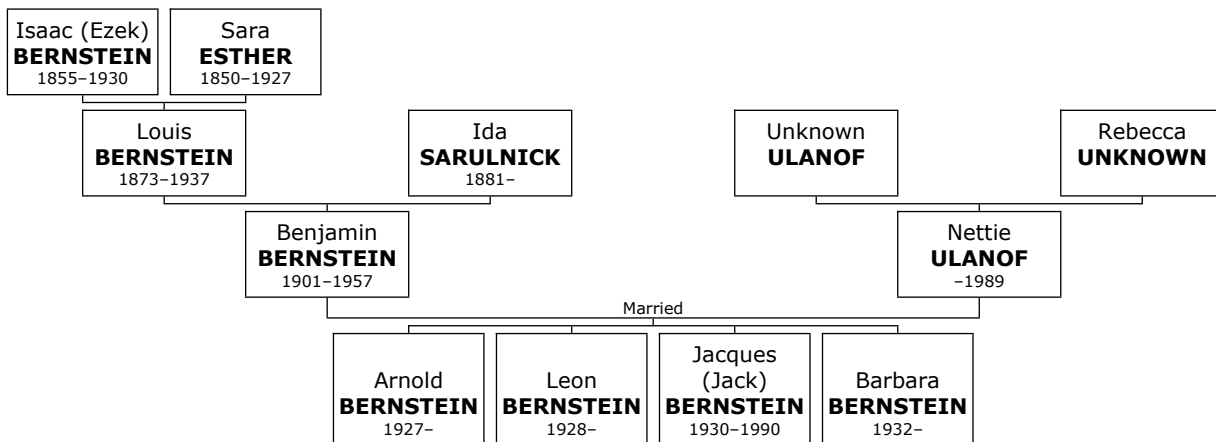 Isaac (Ezek)
BERNSTEIN
1855–1930
Sara
ESTHER
1850–1927
Louis
BERNSTEIN
1873–1937
Ida
SARULNICK
1881–
Unknown
ULANOF
Rebecca
UNKNOWN
Benjamin
BERNSTEIN
1901–1957
Nettie
ULANOF
–1989
Married
Arnold
BERNSTEIN
1927–
Leon
BERNSTEIN
1928–
Jacques
(Jack)
BERNSTEIN
1930–1990
Barbara
BERNSTEIN
1932–